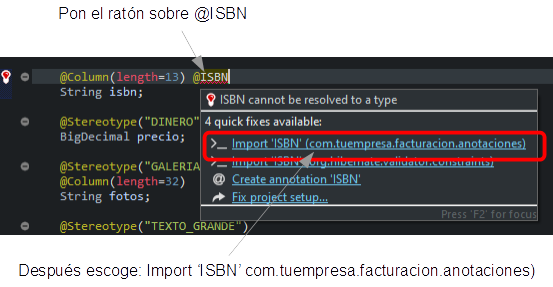 Pon el ratón sobre @ISBN
@Column(length=13) @ISBN
String isbn;
ISBN cannot be resolved to a type
4 quick fixes available:
@Stereotype("DINERO"
BigDecimal precio;
Import 'ISBN' (com.tuempresa.facturacion.anotaciones)
Import 'ISBN' (org.hibernate.validator.constraints)
@Stereotype("GALERIA
@Column(length=32)
Create annotation 'ISBN'
String fotos;
Fix project setup...
Press 'F2' for focus
@Stereotype("TEXTO_GRANDE")
Después escoge: Import ‘ISBN’ com.tuempresa.facturacion.anotaciones)